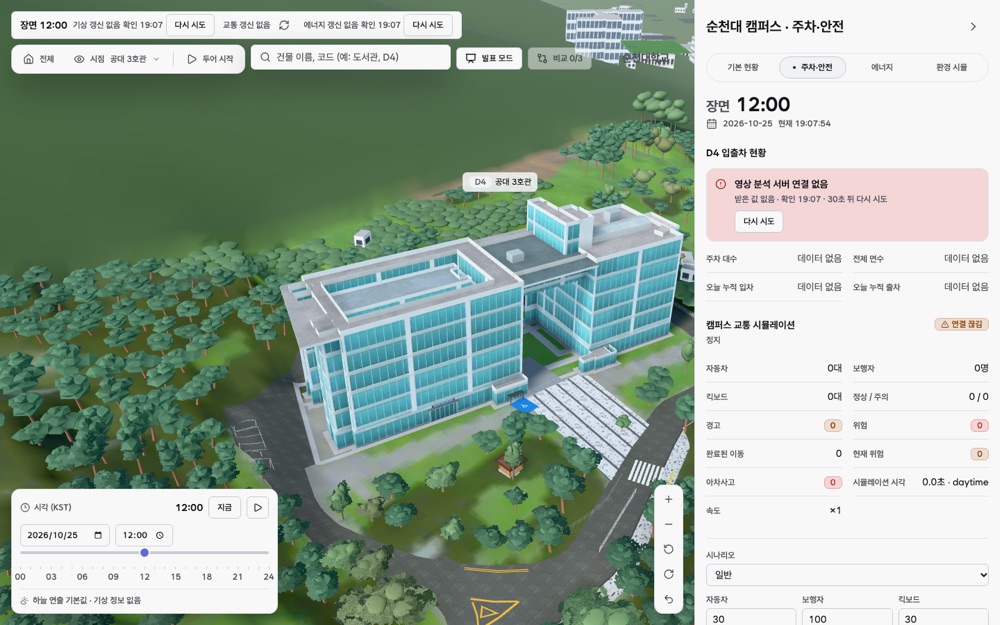 장면 12:00 기상 갱신 없음 확인 19:07 다시 시도 교통 갱신 없음 에너지 갱신 없음 확인 19:07 다시 시도
전체 시점 공대 3호관 투어 시작 건물 이름, 코드 (예: 도서관, D4) 발표 모드 비교 0/3
순천대학교
D4 공대 3호관
시각 (KST) 12:00 지금
2026/10/25 12:00
00 03 06 09 12 15 18 21 24
하늘 연출 기본값 · 기상 정보 없음
순천대 캠퍼스 · 주차·안전
기본 현황 주차·안전 에너지 환경 시뮬
장면 12:00
2026-10-25 현재 19:07:54
D4 입출차 현황
영상 분석 서버 연결 없음
받은 값 없음 · 확인 19:07 · 30초 뒤 다시 시도
다시 시도
주차 대수 데이터 없음 전체 면수 데이터 없음
오늘 누적 입차 데이터 없음 오늘 누적 출차 데이터 없음
캠퍼스 교통 시뮬레이션 연결 끊김
정지
자동차 0대 보행자 0명
킥보드 0대 정상 / 주의 0 / 0
경고 0 위험 0
완료된 이동 0 현재 위험 0
아차사고 0 시뮬레이션 시각 0.0초 · daytime
속도 ×1
시나리오
일반
자동차 보행자 킥보드
30 100 30